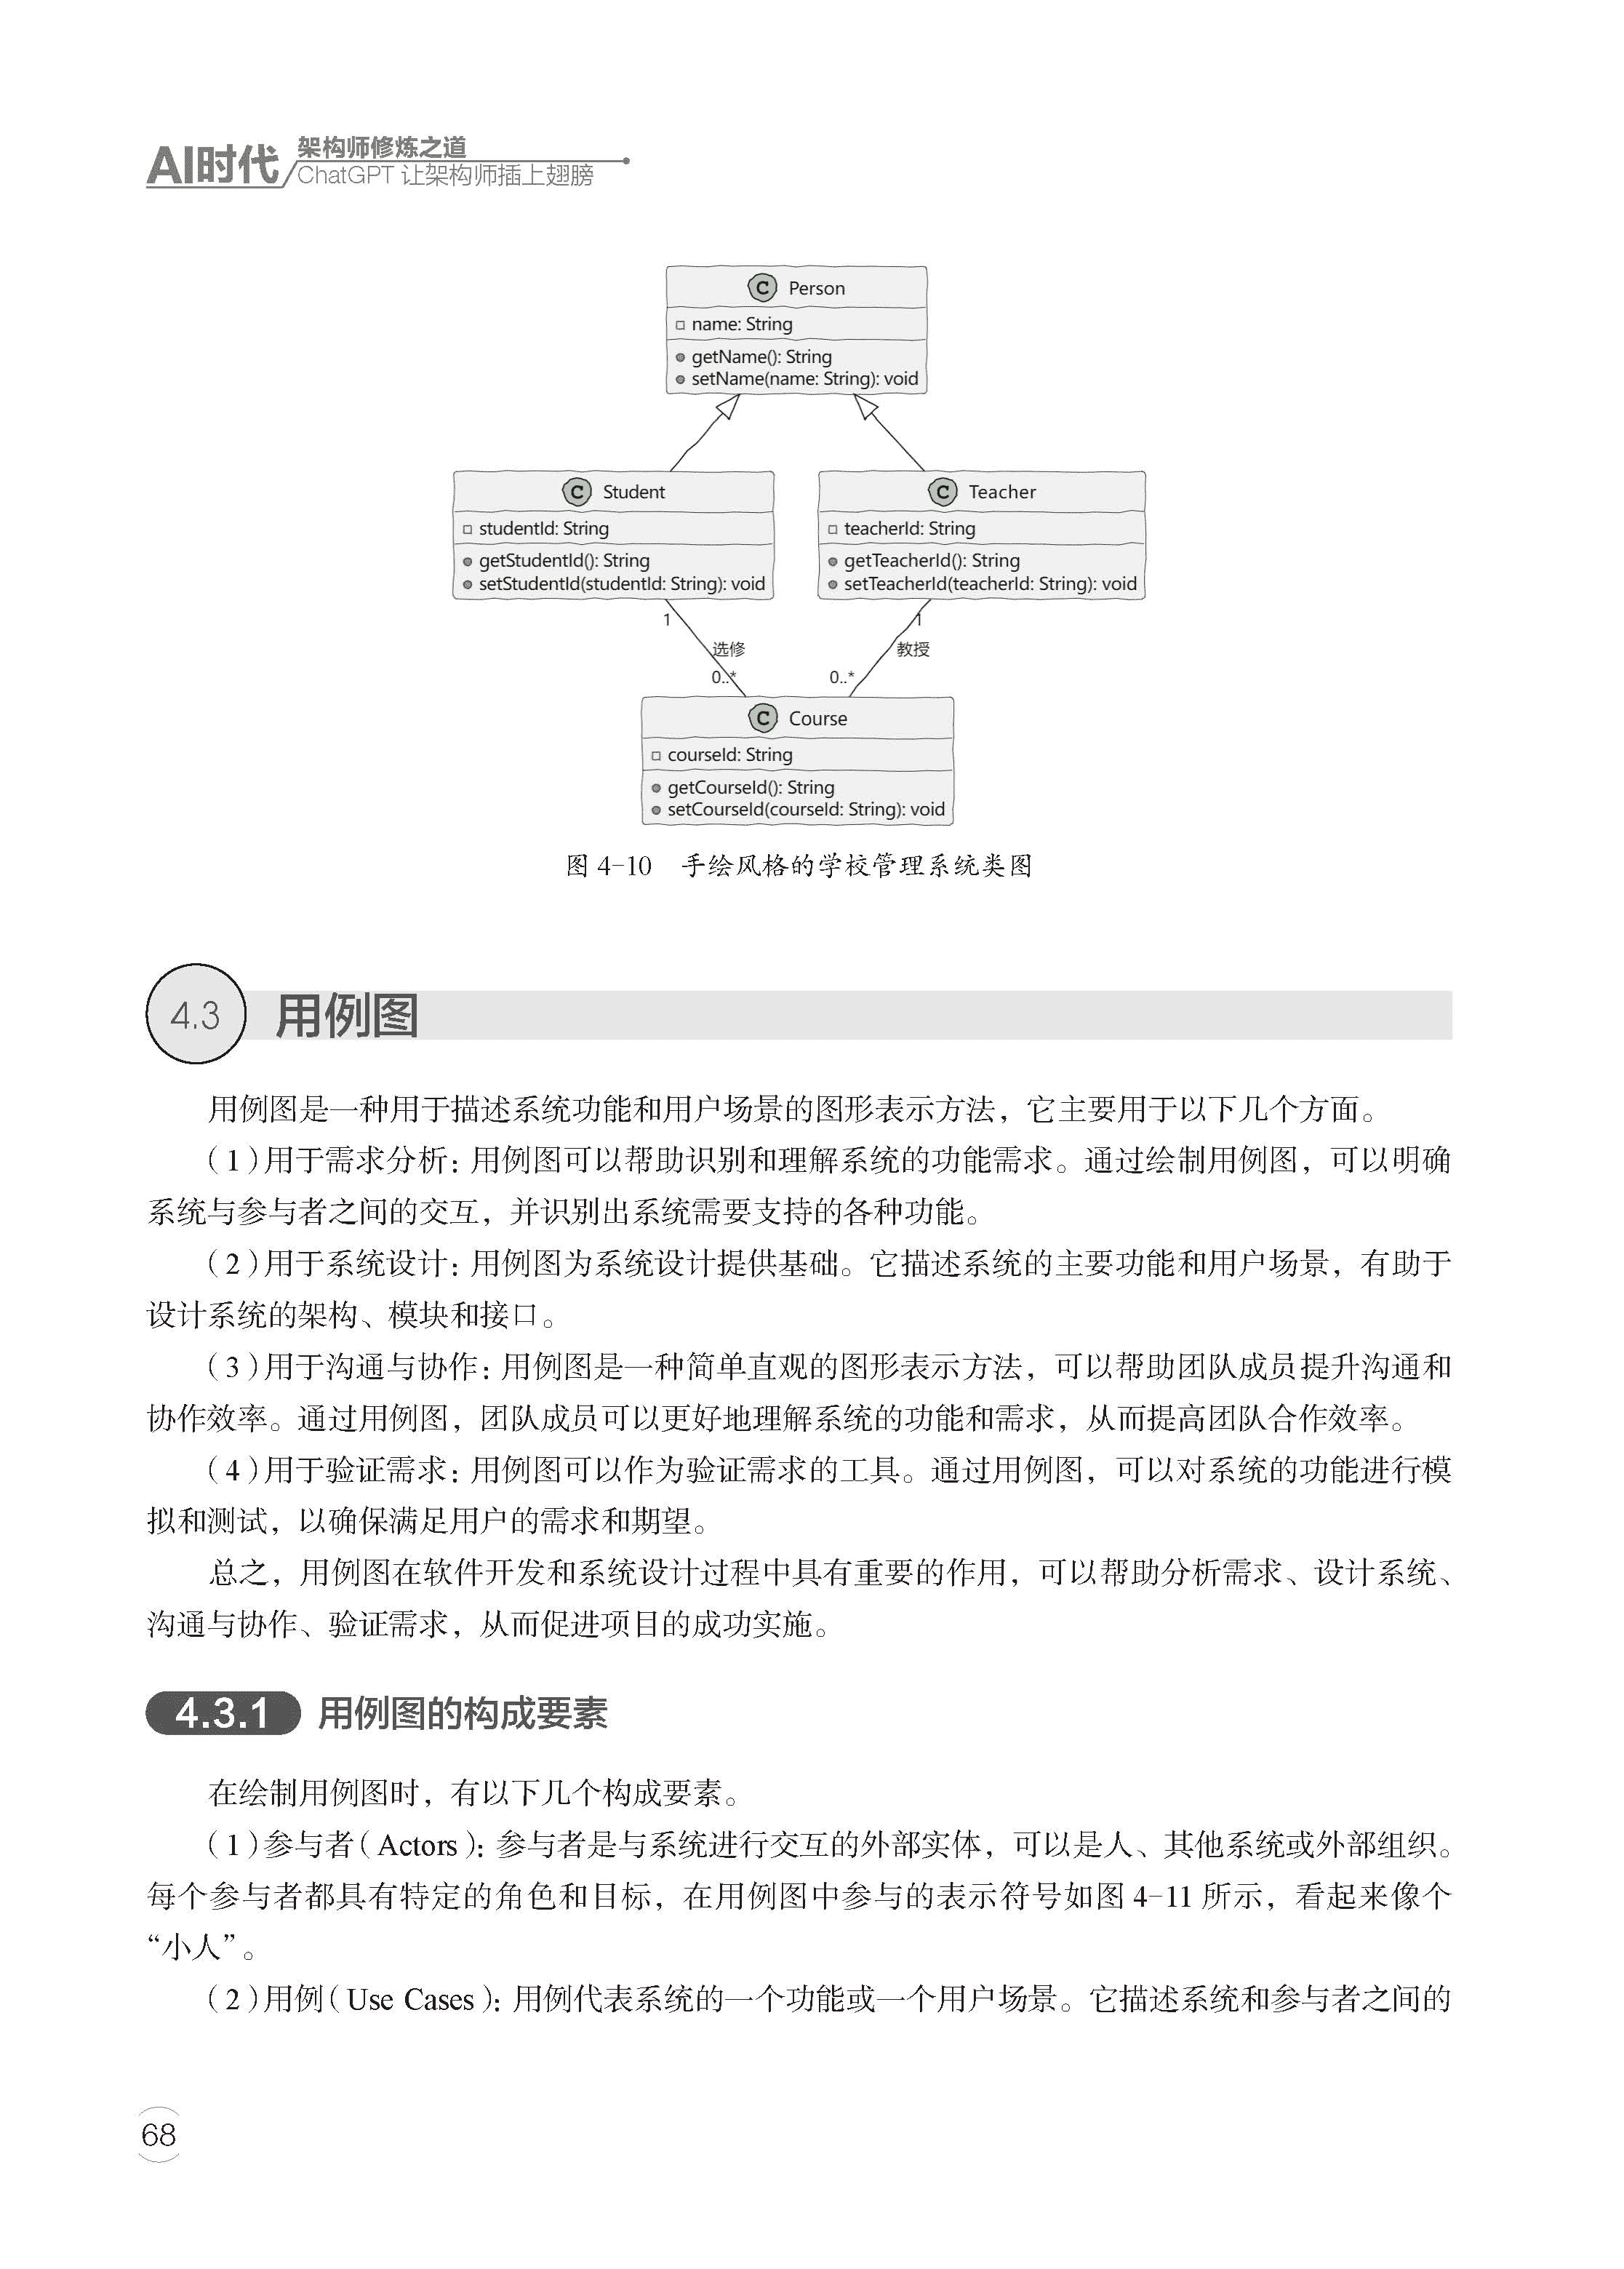 AI时代 架构师修炼之道
ChatGPT 让架构师插上翅膀
C Person
name: String
getName(): String
setName(name: String): void
C Student
studentId: String
getStudentId(): String
setStudentId(studentId: String): void
C Teacher
teacherId: String
getTeacherId(): String
setTeacherId(teacherId: String): void
1
选修
0..*
1
教授
0..*
C Course
courseId: String
getCourseId(): String
setCourseId(courseId: String): void
图 4-10 手绘风格的学校管理系统类图
4.3 用例图
用例图是一种用于描述系统功能和用户场景的图形表示方法，它主要用于以下几个方面。
（1）用于需求分析：用例图可以帮助识别和理解系统的功能需求。通过绘制用例图，可以明确
系统与参与者之间的交互，并识别出系统需要支持的各种功能。
（2）用于系统设计：用例图为系统设计提供基础。它描述系统的主要功能和用户场景，有助于
设计系统的架构、模块和接口。
（3）用于沟通与协作：用例图是一种简单直观的图形表示方法，可以帮助团队成员提升沟通和
协作效率。通过用例图，团队成员可以更好地理解系统的功能和需求，从而提高团队合作效率。
（4）用于验证需求：用例图可以作为验证需求的工具。通过用例图，可以对系统的功能进行模
拟和测试，以确保满足用户的需求和期望。
总之，用例图在软件开发和系统设计过程中具有重要的作用，可以帮助分析需求、设计系统、
沟通与协作、验证需求，从而促进项目的成功实施。
4.3.1 用例图的构成要素
在绘制用例图时，有以下几个构成要素。
（1）参与者（Actors）：参与者是与系统进行交互的外部实体，可以是人、其他系统或外部组织。
每个参与者都具有特定的角色和目标，在用例图中参与的表示符号如图 4-11 所示，看起来像个
“小人”。
（2）用例（Use Cases）：用例代表系统的一个功能或一个用户场景。它描述系统和参与者之间的
68